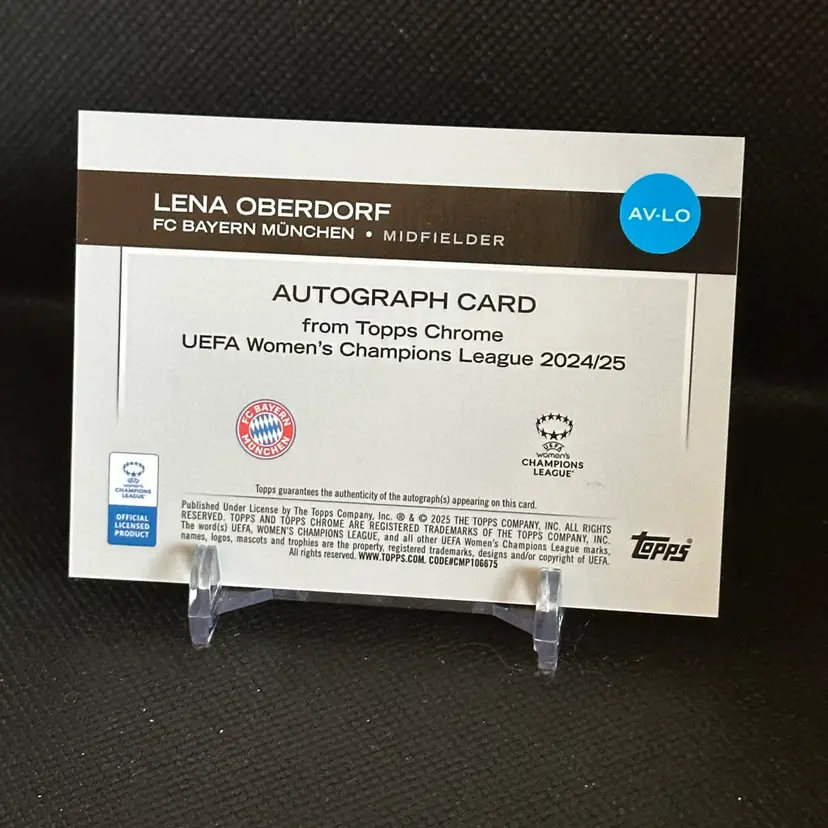 LENA OBERDORF
FC BAYERN MÜNCHEN • MIDFIELDER
AV-LO
AUTOGRAPH CARD
from Topps Chrome
UEFA Women's Champions League 2024/25
FC BAYERN
MÜNCHEN
UEFA
women's
CHAMPIONS
LEAGUE
women's
CHAMPIONS
LEAGUE
OFFICIAL
LICENSED
PRODUCT
Topps guarantees the authenticity of the autograph(s) appearing on this card.
Published Under License by The Topps Company, Inc. ® & © 2025 THE TOPPS COMPANY, INC. ALL RIGHTS
RESERVED. TOPPS AND TOPPS CHROME ARE REGISTERED TRADEMARKS OF THE TOPPS COMPANY, INC.
The word(s) UEFA, WOMEN'S CHAMPIONS LEAGUE, and all other UEFA Women's Champions League marks,
names, logos, mascots and trophies are the property, registered trademarks, designs and/or copyright of UEFA.
All rights reserved. WWW.TOPPS.COM. CODE#CMP106675
Topps®